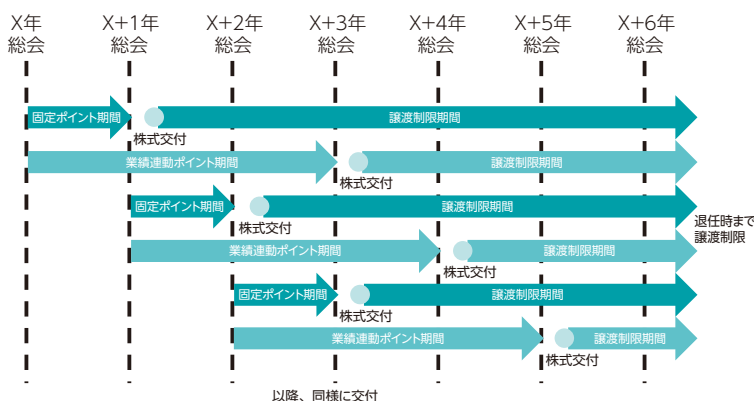 X年 X+1年 X+2年 X+3年 X+4年 X+5年 X+6年
総会 総会 総会 総会 総会 総会 総会
固定ポイント期間 譲渡制限期間
株式交付
業績連動ポイント期間 譲渡制限期間
株式交付
固定ポイント期間 譲渡制限期間
株式交付
退任時まで
譲渡制限
業績連動ポイント期間 譲渡制限期間
株式交付
固定ポイント期間 譲渡制限期間
株式交付
業績連動ポイント期間 譲渡制限期間
株式交付
以降、同様に交付